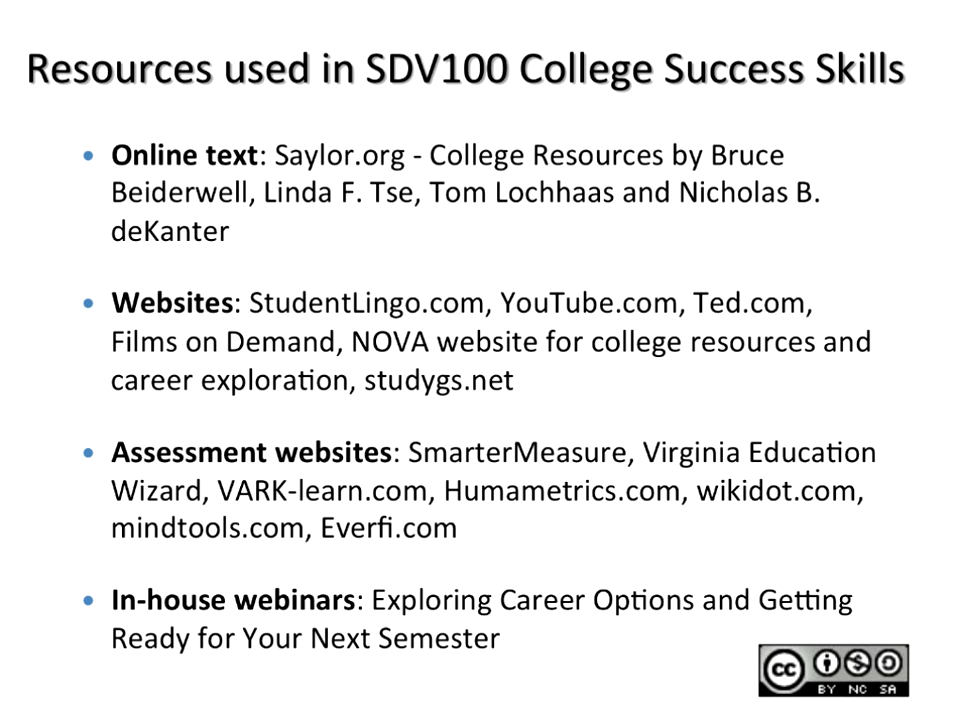 Resources used in SDV100 College Success Skills
• Online text: Saylor.org - College Resources by Bruce
Beiderwell, Linda F. Tse, Tom Lochhaas and Nicholas B.
deKanter
• Websites: StudentLingo.com, YouTube.com, Ted.com,
Films on Demand, NOVA website for college resources and
career exploration, studygs.net
• Assessment websites: SmarterMeasure, Virginia Education
Wizard, VARK-learn.com, Humametrics.com, wikidot.com,
mindtools.com, Everfi.com
• In-house webinars: Exploring Career Options and Getting
Ready for Your Next Semester
cc
BY NC SA